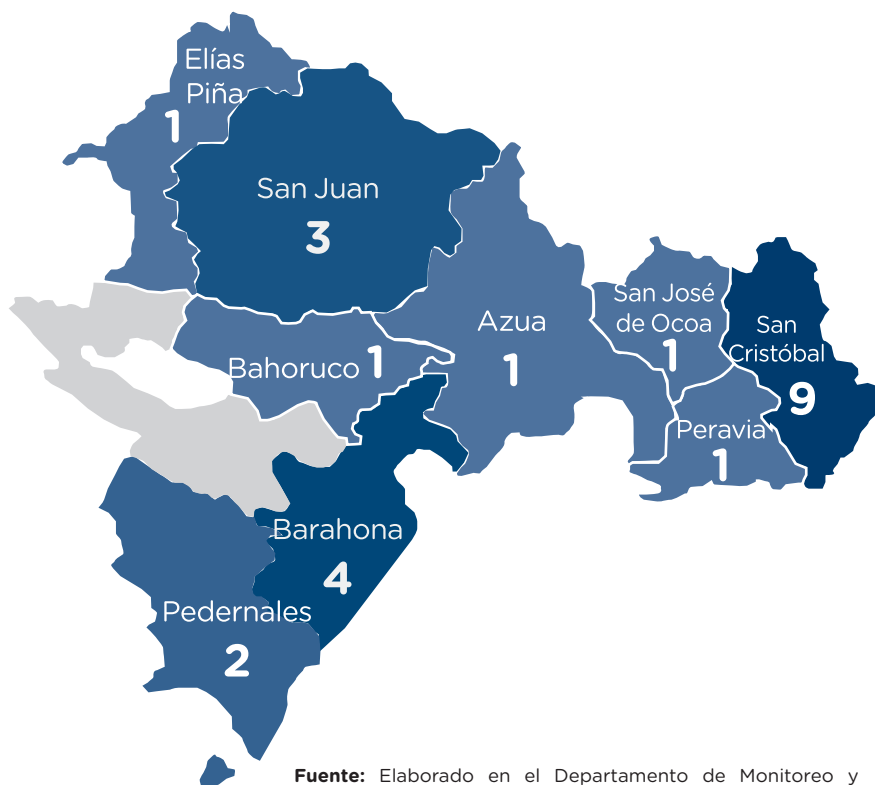 Elías
Piña
1
San Juan
3
Bahoruco 1
Azua
1
San José
de Ocoa
1
San
Cristóbal
9
Peravia
1
Barahona
4
Pedernales
2
Fuente: Elaborado en el Departamento de Monitoreo y